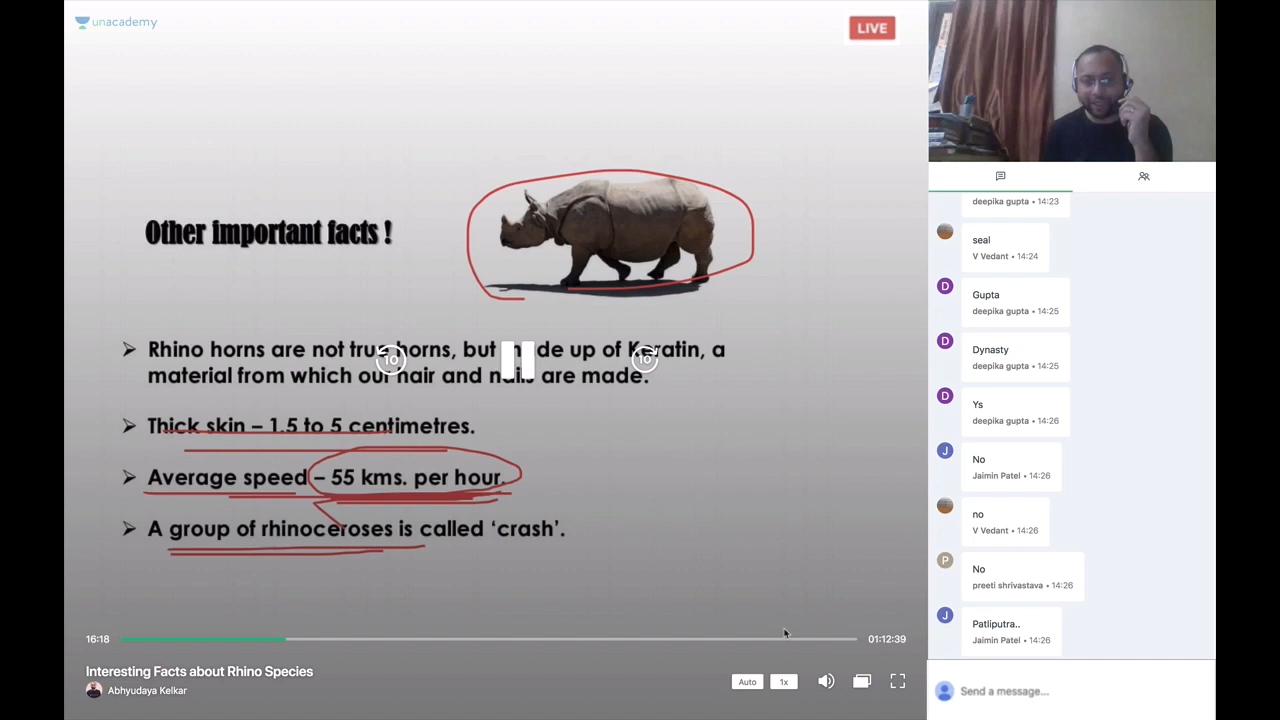 unacademy
LIVE
Other important facts !
➢ Rhino horns are not true horns, but made up of keratin, a
material from which our hair and nails are made.
➢ Thick skin – 1.5 to 5 centimetres.
➢ Average speed – 55 kms. per hour.
➢ A group of rhinoceroses is called ‘crash’.
10
10
16:18
01:12:39
Interesting Facts about Rhino Species
Abhyudaya Kelkar
Auto
1x
deepika gupta • 14:23
seal
V Vedant • 14:24
D
Gupta
deepika gupta • 14:25
D
Dynasty
deepika gupta • 14:25
D
Ys
deepika gupta • 14:26
J
No
Jaimin Patel • 14:26
no
V Vedant • 14:26
P
No
preeti shrivastava • 14:26
J
Patliputra..
Jaimin Patel • 14:26
Send a message...